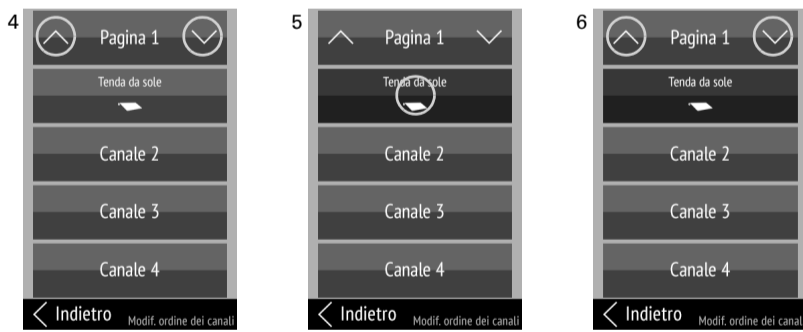 4
Pagina 1
Tenda da sole
Canale 2
Canale 3
Canale 4
Indietro Modif. ordine dei canali
5
Pagina 1
Tenda da sole
Canale 2
Canale 3
Canale 4
Indietro Modif. ordine dei canali
6
Pagina 1
Tenda da sole
Canale 2
Canale 3
Canale 4
Indietro Modif. ordine dei canali